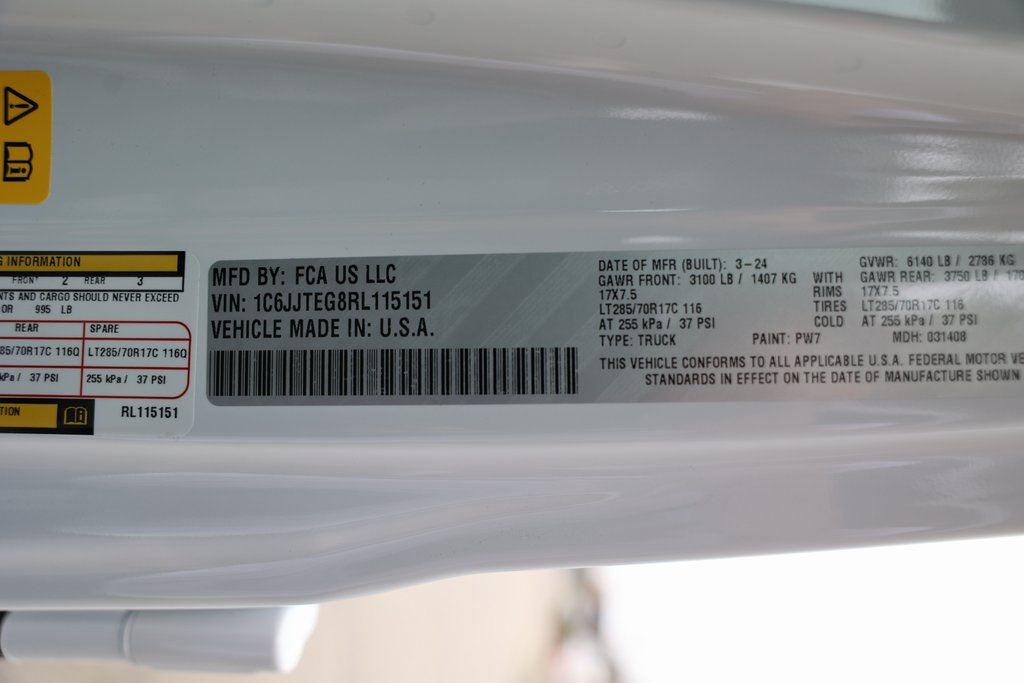 G INFORMATION
FRONT 2 REAR 3
NTS AND CARGO SHOULD NEVER EXCEED
OR 995 LB
REAR SPARE
85/70R17C 116Q LT285/70R17C 116Q
kPa / 37 PSI 255 kPa / 37 PSI
TION
RL115151
MFD BY: FCA US LLC
VIN: 1C6JJTEG8RL115151
VEHICLE MADE IN: U.S.A.
DATE OF MFR (BUILT): 3-24 GVWR: 6140 LB / 2786 KG
GAWR FRONT: 3100 LB / 1407 KG WITH GAWR REAR: 3750 LB / 170
17X7.5 RIMS 17X7.5
LT285/70R17C 116 TIRES LT285/70R17C 116
AT 255 kPa / 37 PSI COLD AT 255 kPa / 37 PSI
TYPE: TRUCK PAINT: PW7 MDH: 031408
THIS VEHICLE CONFORMS TO ALL APPLICABLE U.S.A. FEDERAL MOTOR VE
STANDARDS IN EFFECT ON THE DATE OF MANUFACTURE SHOWN